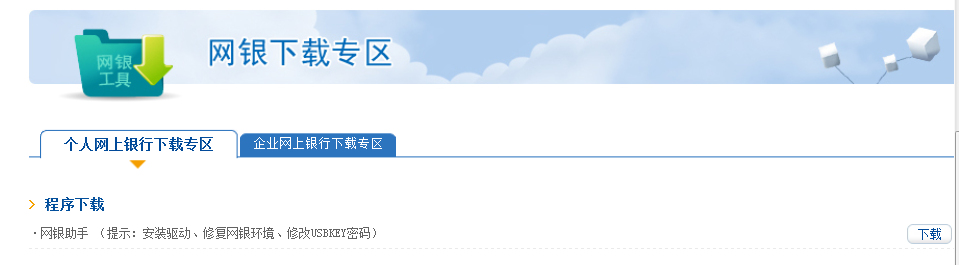 网银
工具
网银下载专区
个人网上银行下载专区
企业网上银行下载专区
程序下载
·网银助手 （提示：安装驱动、修复网银环境、修改USBKEY密码）
下载